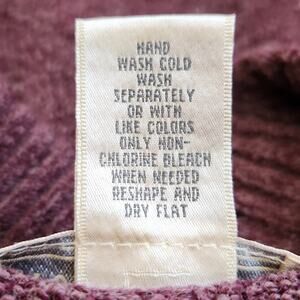 HAND
WASH COLD
WASH
SEPARATELY
OR WITH
LIKE COLORS
ONLY NON-
CHLORINE BLEACH
WHEN NEEDED
RESHAPE AND
DRY FLAT